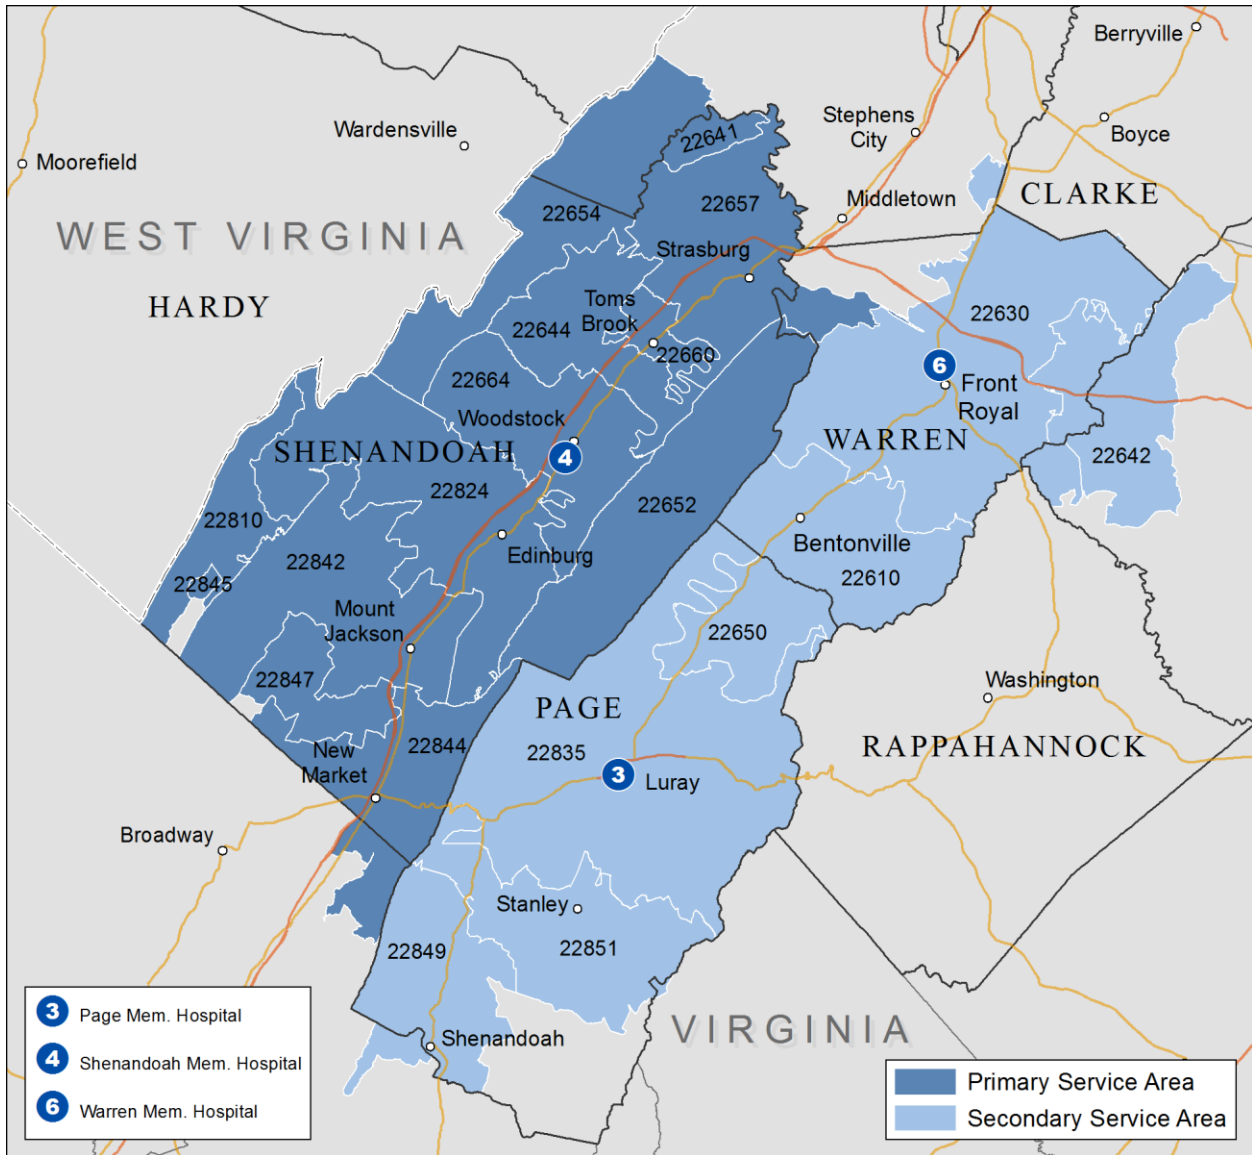 Berryville
Stephens
City
Boyce
Wardensville
22641
Moorefield
CLARKE
Middletown
22654
22657
WEST VIRGINIA
Strasburg
HARDY
Toms
Brook
22630
22644
22660
22664
Front
Royal
Woodstock
WARREN
SHENANDOAH
4
6
22642
22824
22652
22810
Bentonville
Edinburg
22842
22610
22845
Mount
Jackson
22650
22847
Washington
PAGE
RAPPAHANNOCK
22844
22835
New
Market
3
Luray
Broadway
Stanley
22849
22851
Shenandoah
VIRGINIA
3 Page Mem. Hospital
4 Shenandoah Mem. Hospital
6 Warren Mem. Hospital
Primary Service Area
Secondary Service Area